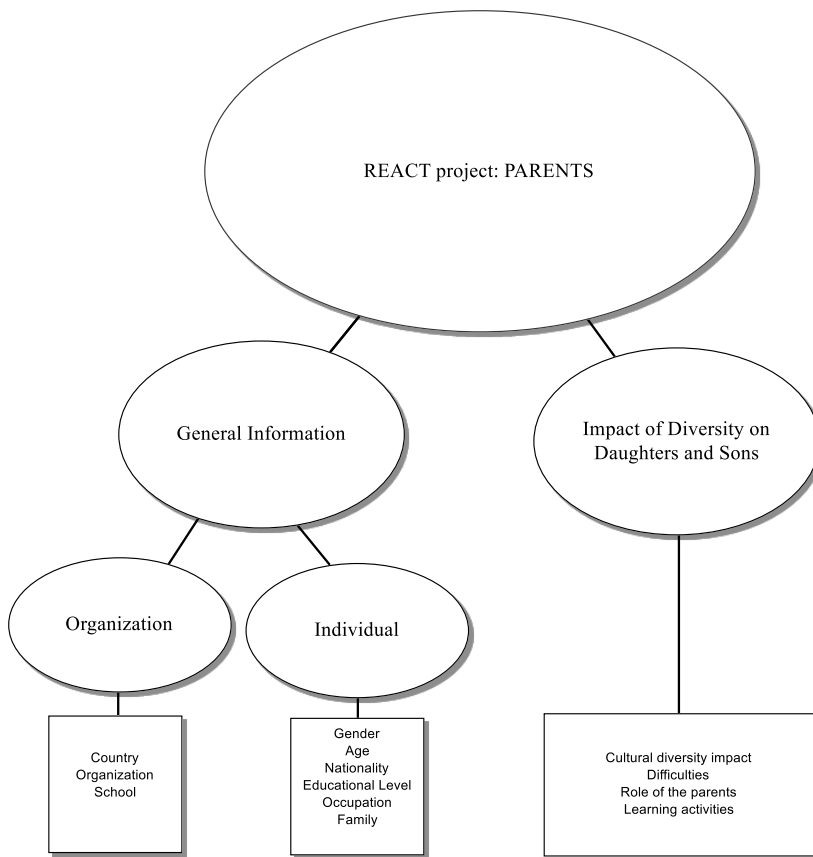 REACT project: PARENTS
General Information
Impact of Diversity on
Daughters and Sons
Organization
Individual
Country
Organization
School
Gender
Age
Nationality
Educational Level
Occupation
Family
Cultural diversity impact
Difficulties
Role of the parents
Learning activities